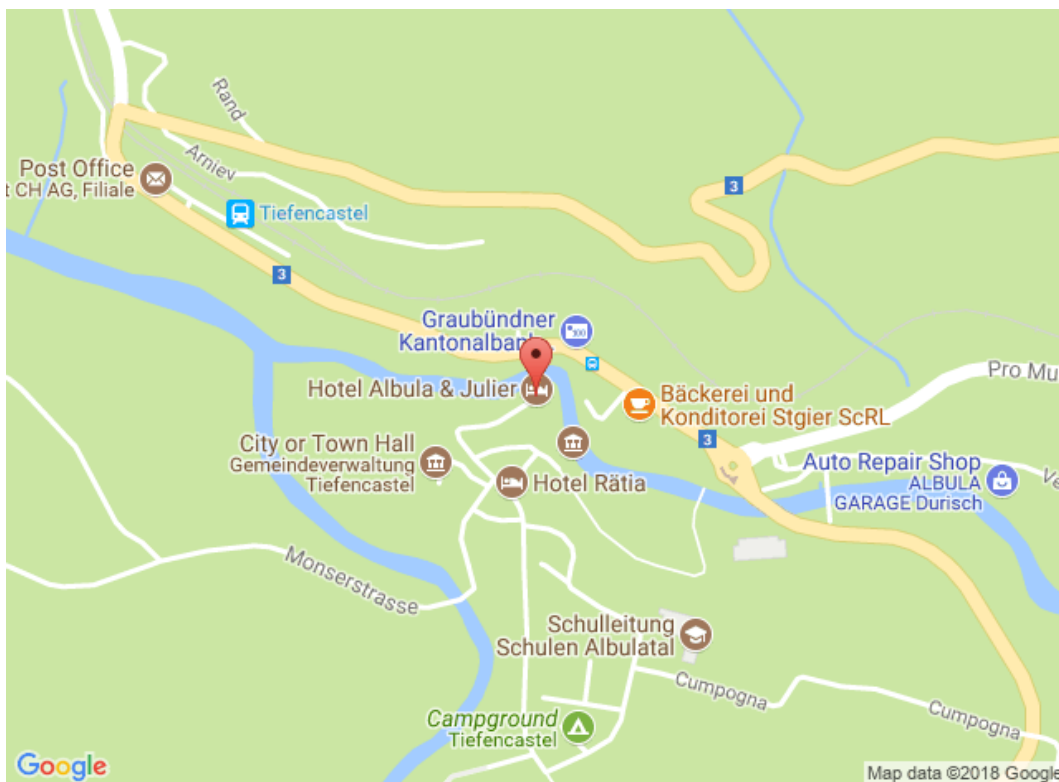 Rand
Arniev
Post Office
t CH AG, Filiale
Tiefencastel
3
3
Graubündner
Kantonalbank
Hotel Albula & Julier
Pro Mu
Bäckerei und
Konditorei Stgier ScRL
3
City or Town Hall
Gemeindeverwaltung
Tiefencastel
Hotel Rätia
Auto Repair Shop
ALBULA
GARAGE Durisch
Ve
Monserstrasse
Schulleitung
Schulen Albulatal
Cumpogna
Cumpogna
Campground
Tiefencastel
Google
Map data ©2018 Google